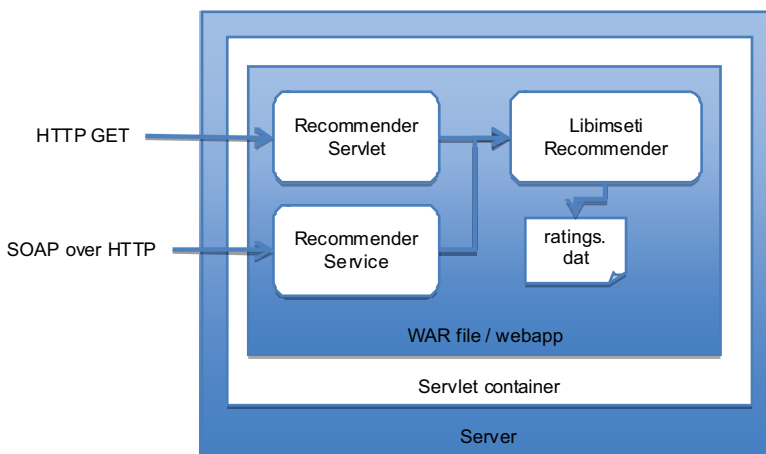 HTTP GET
Recommender
Servlet
Libimseti
Recommender
SOAP over HTTP
Recommender
Service
ratings.
dat
WAR file / webapp
Servlet container
Server